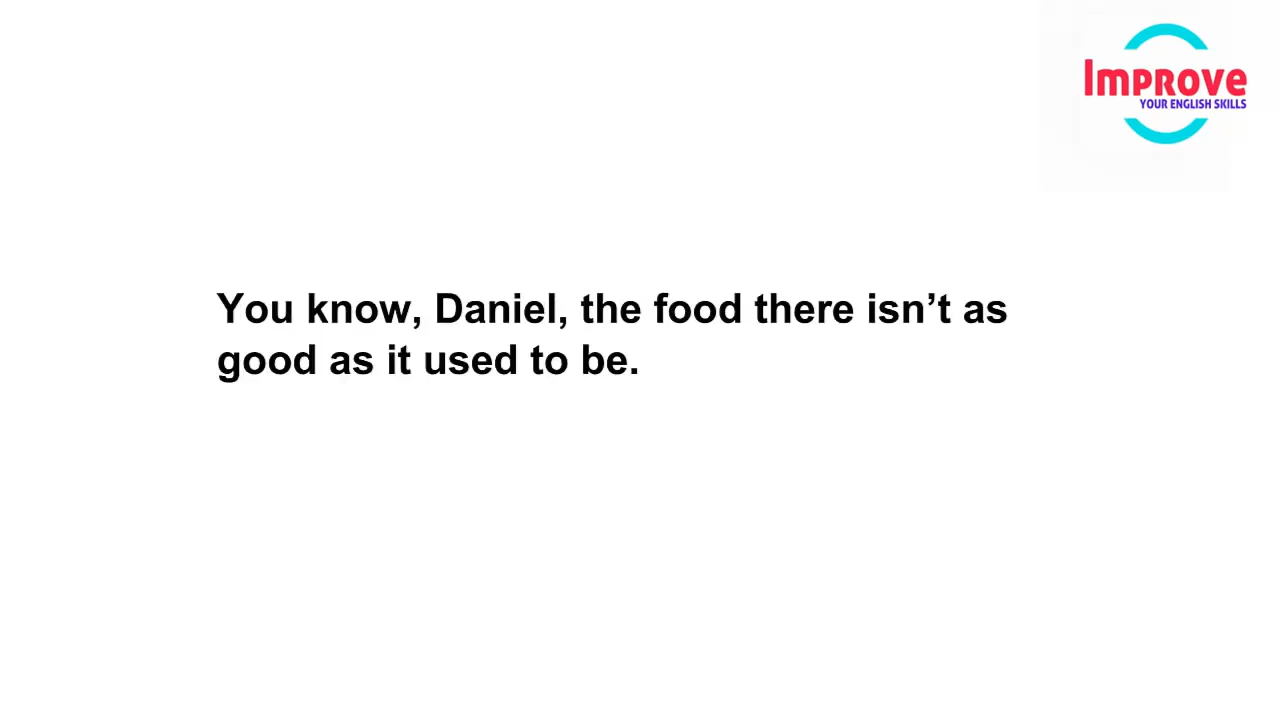 Improve
YOUR ENGLISH SKILLS
You know, Daniel, the food there isn’t as
good as it used to be.